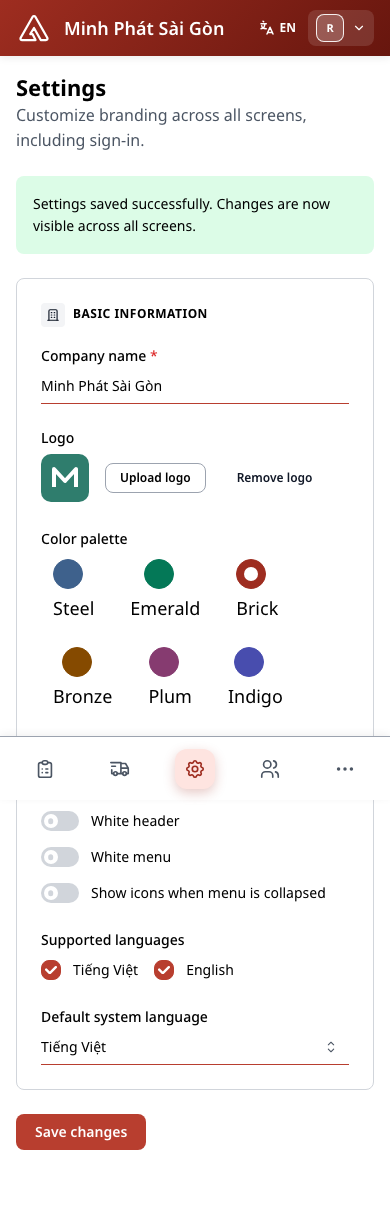 Minh Phát Sài Gòn
EN
R
Settings
Customize branding across all screens,
including sign-in.
Settings saved successfully. Changes are now
visible across all screens.
BASIC INFORMATION
Company name *
Minh Phát Sài Gòn
Logo
M
Upload logo
Remove logo
Color palette
Steel
Emerald
Brick
Bronze
Plum
Indigo
White header
White menu
Show icons when menu is collapsed
Supported languages
Tiếng Việt
English
Default system language
Tiếng Việt
Save changes